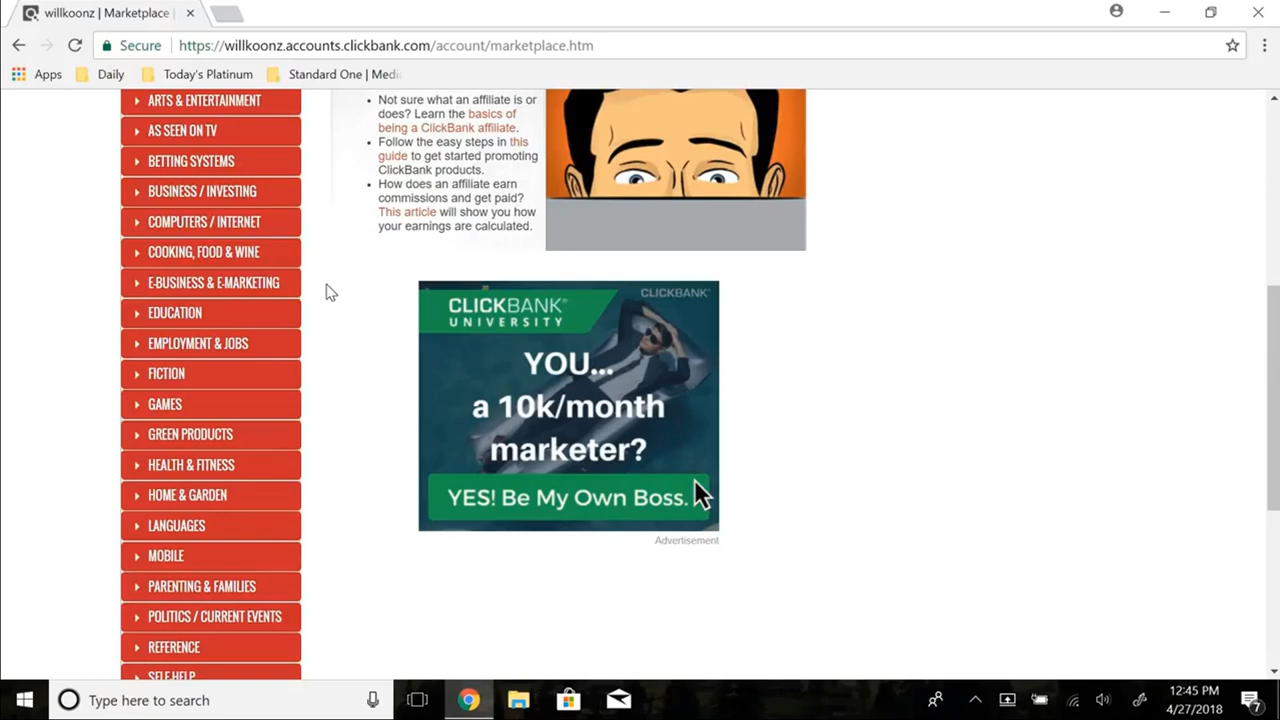 willkoonz | Marketplace
Secure
https://willkoonz.accounts.clickbank.com/account/marketplace.htm
Apps
Daily
Today's Platinum
Standard One | Medi
ARTS & ENTERTAINMENT
AS SEEN ON TV
BETTING SYSTEMS
BUSINESS / INVESTING
COMPUTERS / INTERNET
COOKING, FOOD & WINE
E-BUSINESS & E-MARKETING
EDUCATION
EMPLOYMENT & JOBS
FICTION
GAMES
GREEN PRODUCTS
HEALTH & FITNESS
HOME & GARDEN
LANGUAGES
MOBILE
PARENTING & FAMILIES
POLITICS / CURRENT EVENTS
REFERENCE
SELF HELP
Not sure what an affiliate is or
does? Learn the basics of
being a ClickBank affiliate.
Follow the easy steps in this
guide to get started promoting
ClickBank products.
How does an affiliate earn
commissions and get paid?
This article will show you how
your earnings are calculated.
CLICKBANK®
UNIVERSITY
CLICKBANK®
YOU...
a 10k/month
marketer?
YES! Be My Own Boss.
Advertisement
Type here to search
12:45 PM
4/27/2018
7